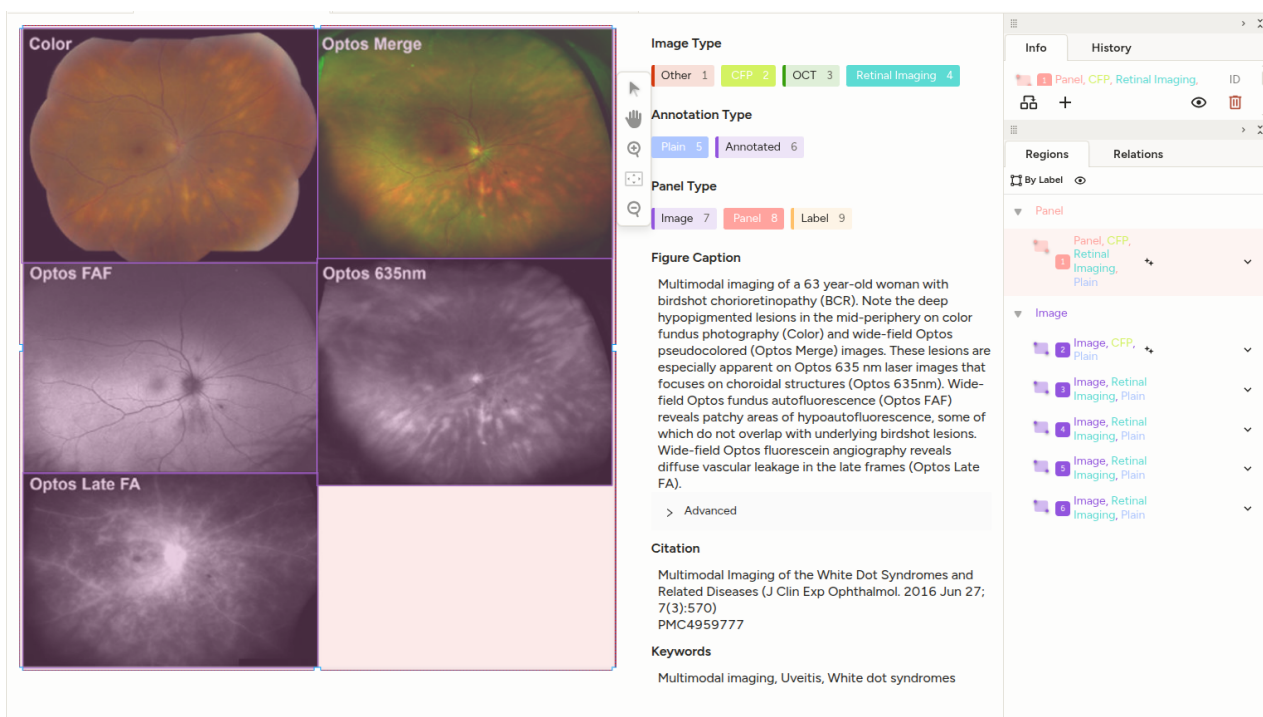 Color
Optos Merge
Optos FAF
Optos 635nm
Optos Late FA
Image Type
Other 1
CFP 2
OCT 3
Retinal Imaging 4
Annotation Type
Plain 5
Annotated 6
Panel Type
Image 7
Panel 8
Label 9
Figure Caption
Multimodal imaging of a 63 year-old woman with
birdshot chorioretinopathy (BCR). Note the deep
hypopigmented lesions in the mid-periphery on color
fundus photography (Color) and wide-field Optos
pseudocolored (Optos Merge) images. These lesions are
especially apparent on Optos 635 nm laser images that
focuses on choroidal structures (Optos 635nm). Wide-
field Optos fundus autofluorescence (Optos FAF)
reveals patchy areas of hypoautofluorescence, some of
which do not overlap with underlying birdshot lesions.
Wide-field Optos fluorescein angiography reveals
diffuse vascular leakage in the late frames (Optos Late
FA).
Advanced
Citation
Multimodal Imaging of the White Dot Syndromes and
Related Diseases (J Clin Exp Ophthalmol. 2016 Jun 27;
7(3):570)
PMC4959777
Keywords
Multimodal imaging, Uveitis, White dot syndromes
Info
History
1 Panel, CFP, Retinal Imaging,
ID
Regions
Relations
By Label
Panel
1
Panel, CFP,
Retinal
Imaging,
Plain
Image
2
Image, CFP,
Plain
3
Image, Retinal
Imaging, Plain
4
Image, Retinal
Imaging, Plain
5
Image, Retinal
Imaging, Plain
6
Image, Retinal
Imaging, Plain